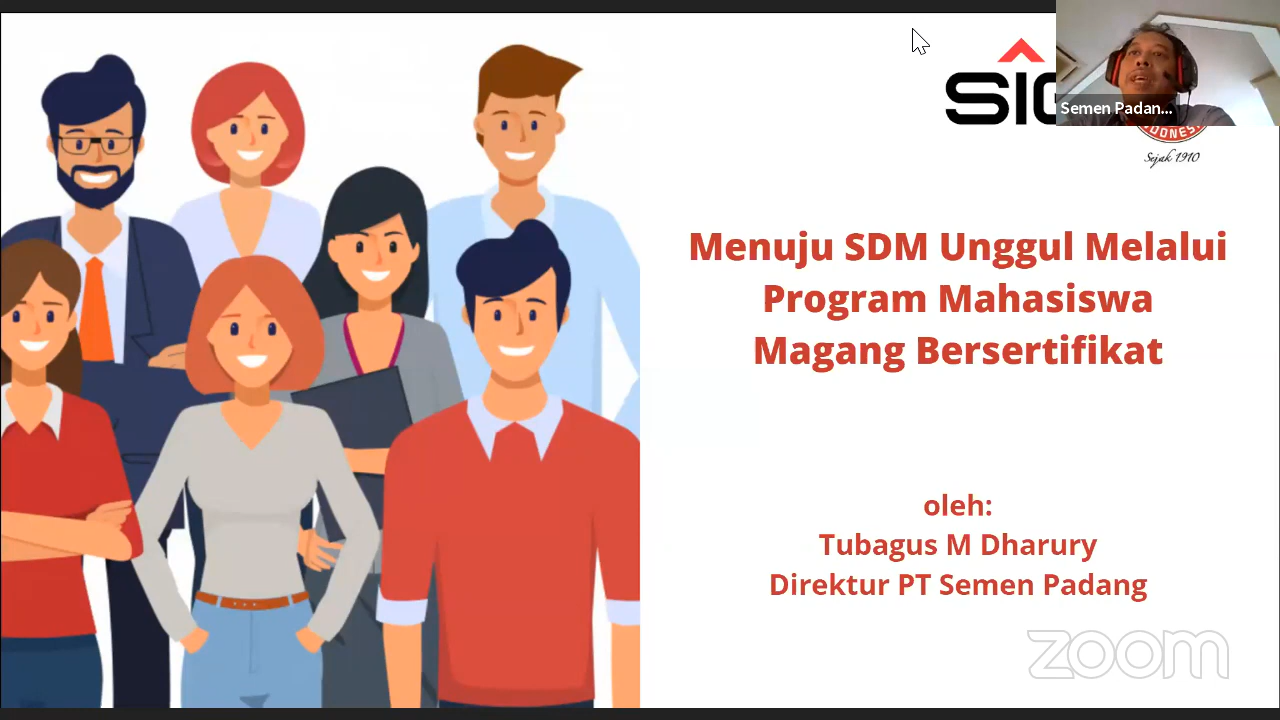 SIG
Semen Padan...
Sejak 1910
Menuju SDM Unggul Melalui
Program Mahasiswa
Magang Bersertifikat
oleh:
Tubagus M Dharury
Direktur PT Semen Padang
zoom